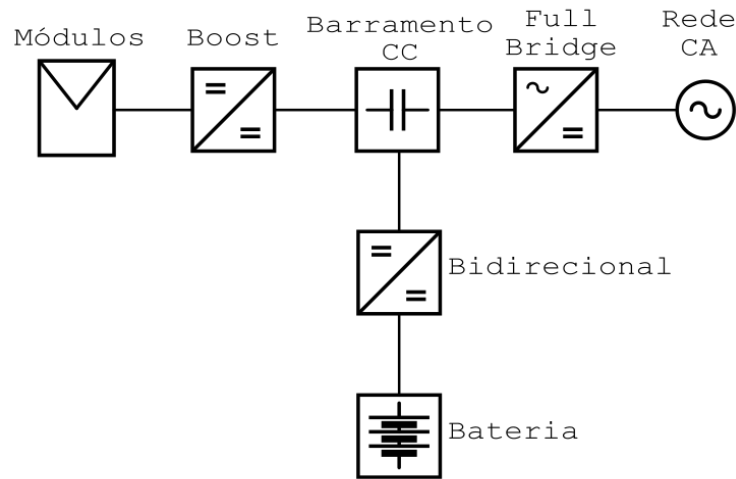 Módulos
Boost
Barramento
CC
Full
Bridge
Rede
CA
Bidirecional
Bateria